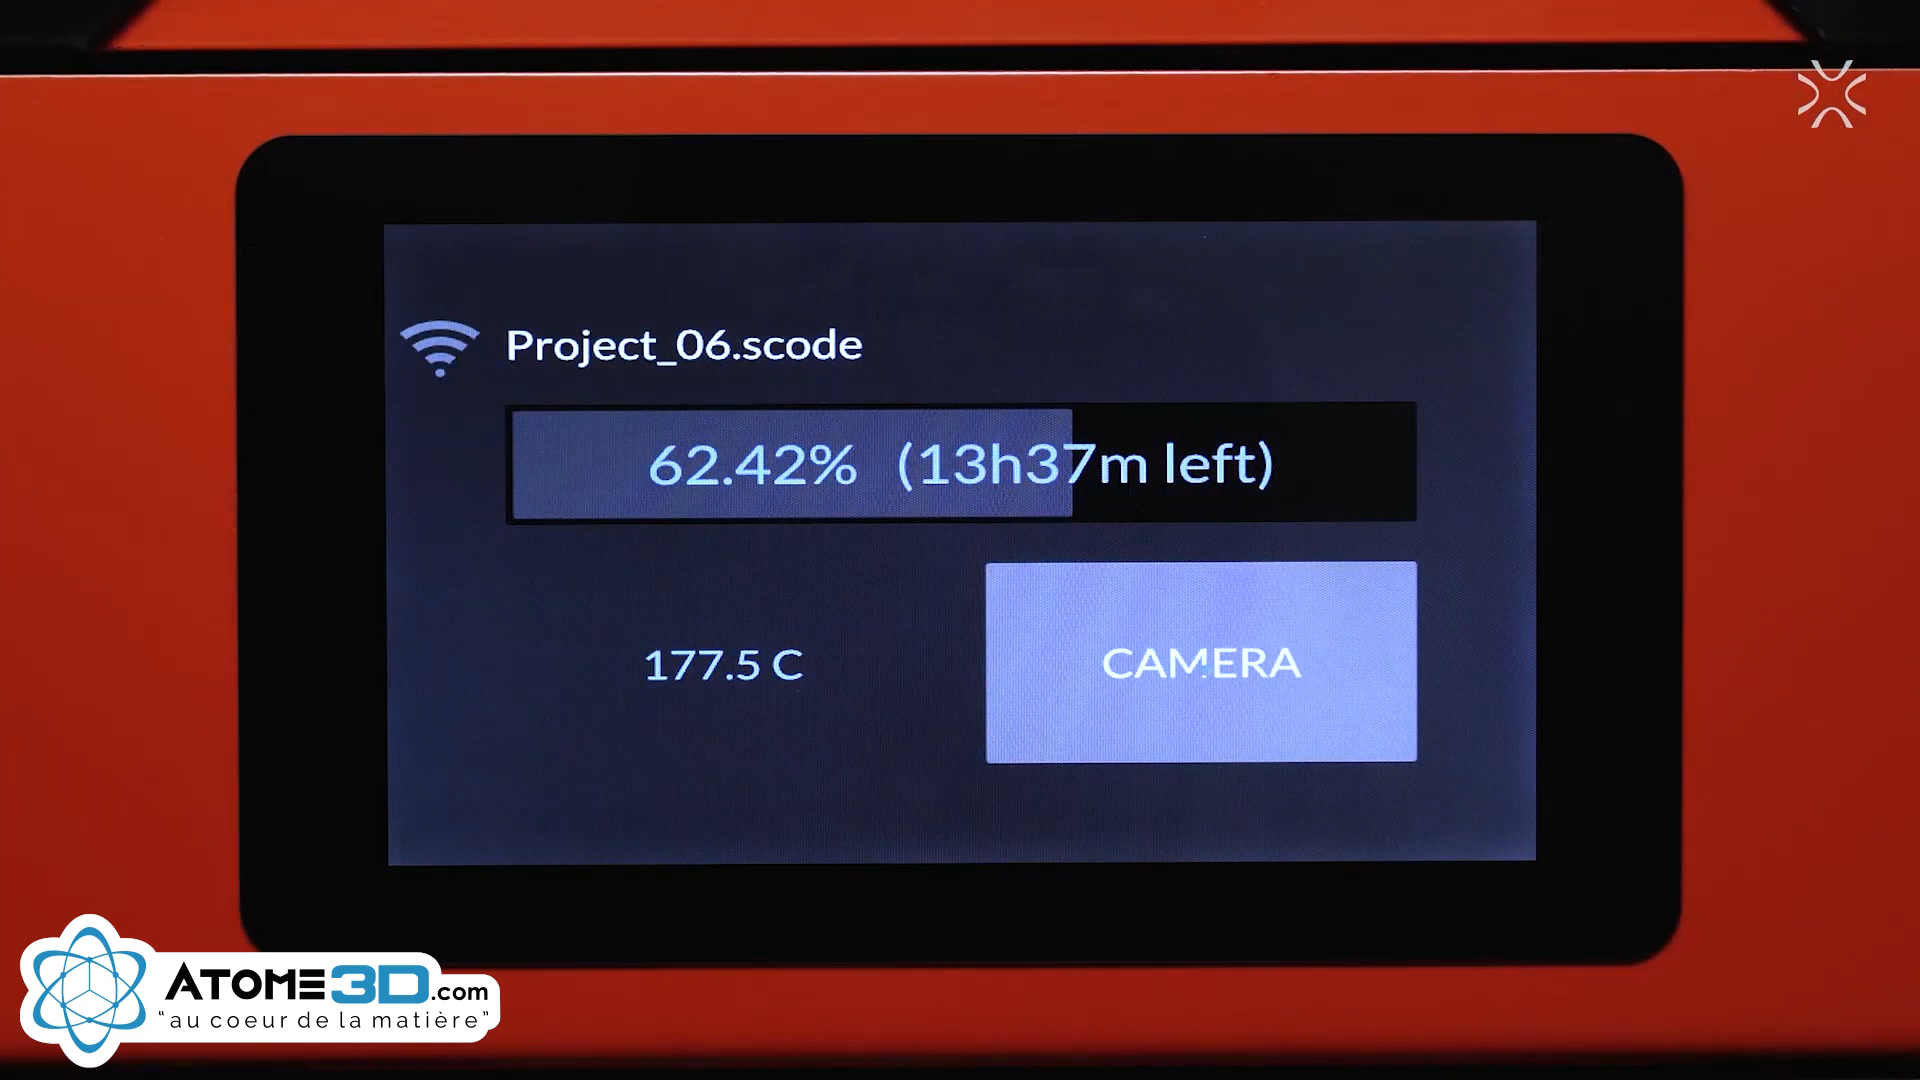 Project_06.scode
62.42% (13h37m left)
177.5 C
CAMERA
ATOME3D.com
"au coeur de la matière"